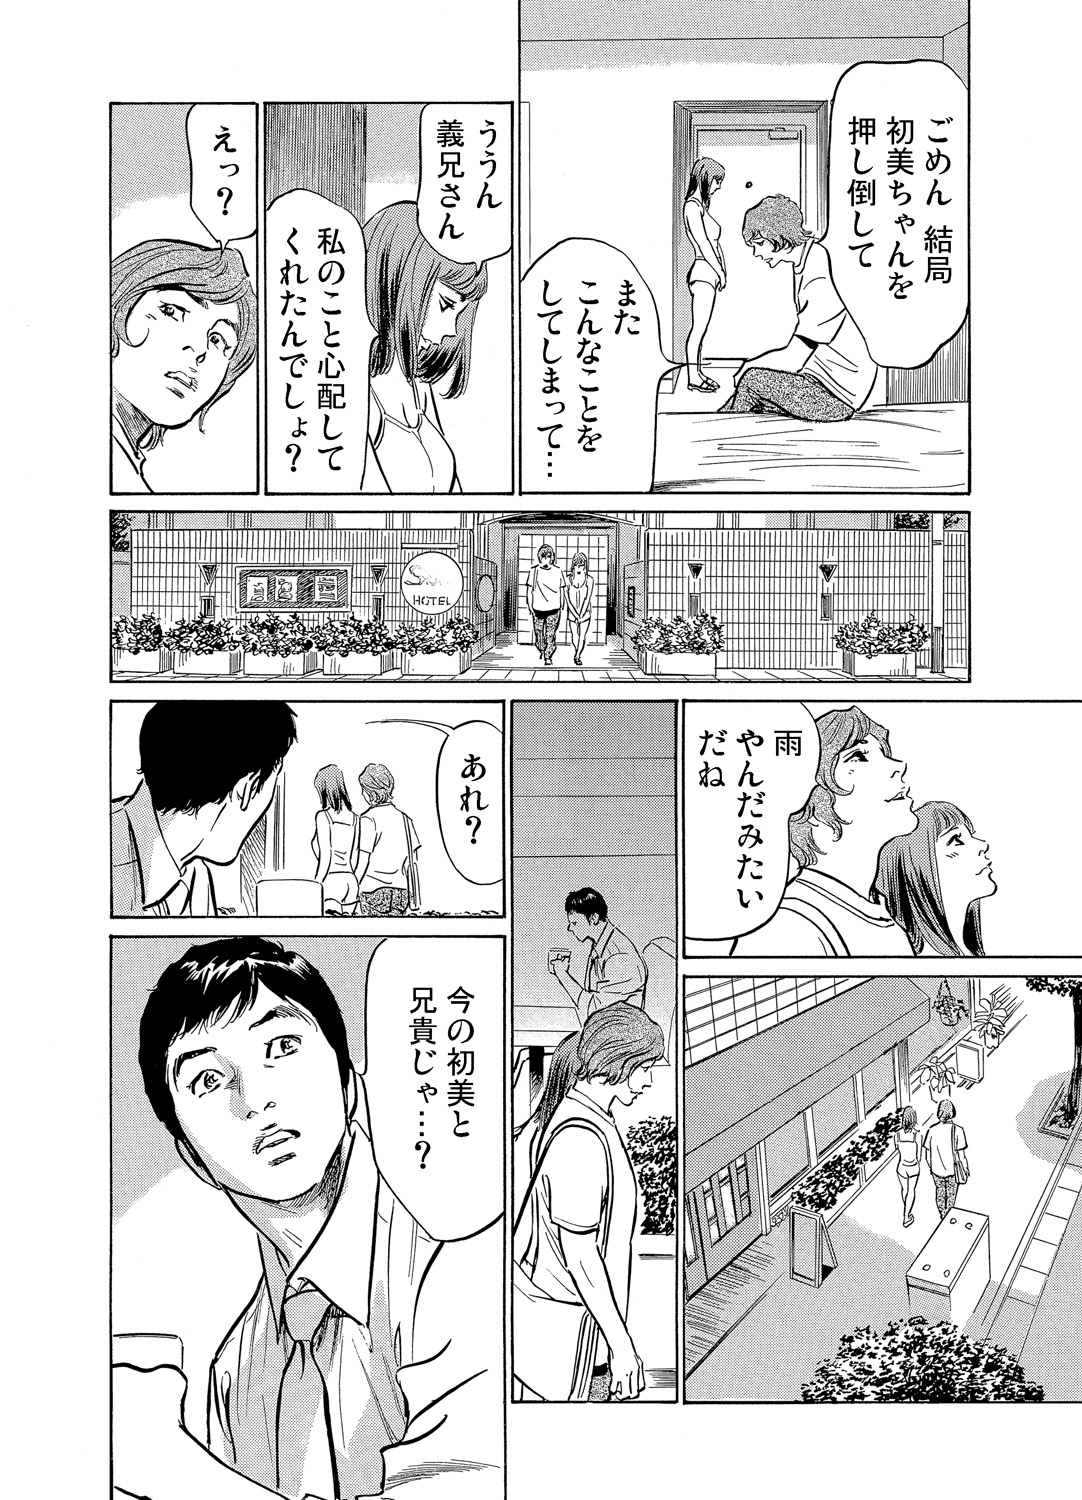 ごめん 結局
初美ちゃんを
押し倒して
また
こんなことを
してしまって…
ううん
義兄さん
私のこと心配して
くれたんでしょ？
えっ？
HOTEL
雨
やんだみたい
だね
あれ？
今の初美と
兄貴じゃ…？